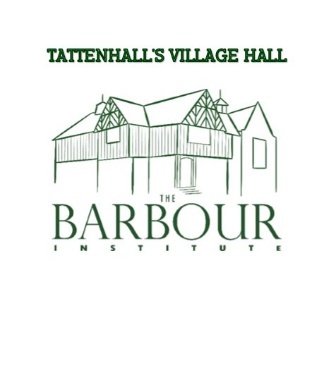 TATTENHALL'S VILLAGE HALL
THE
BARBOUR
INSTITUTE